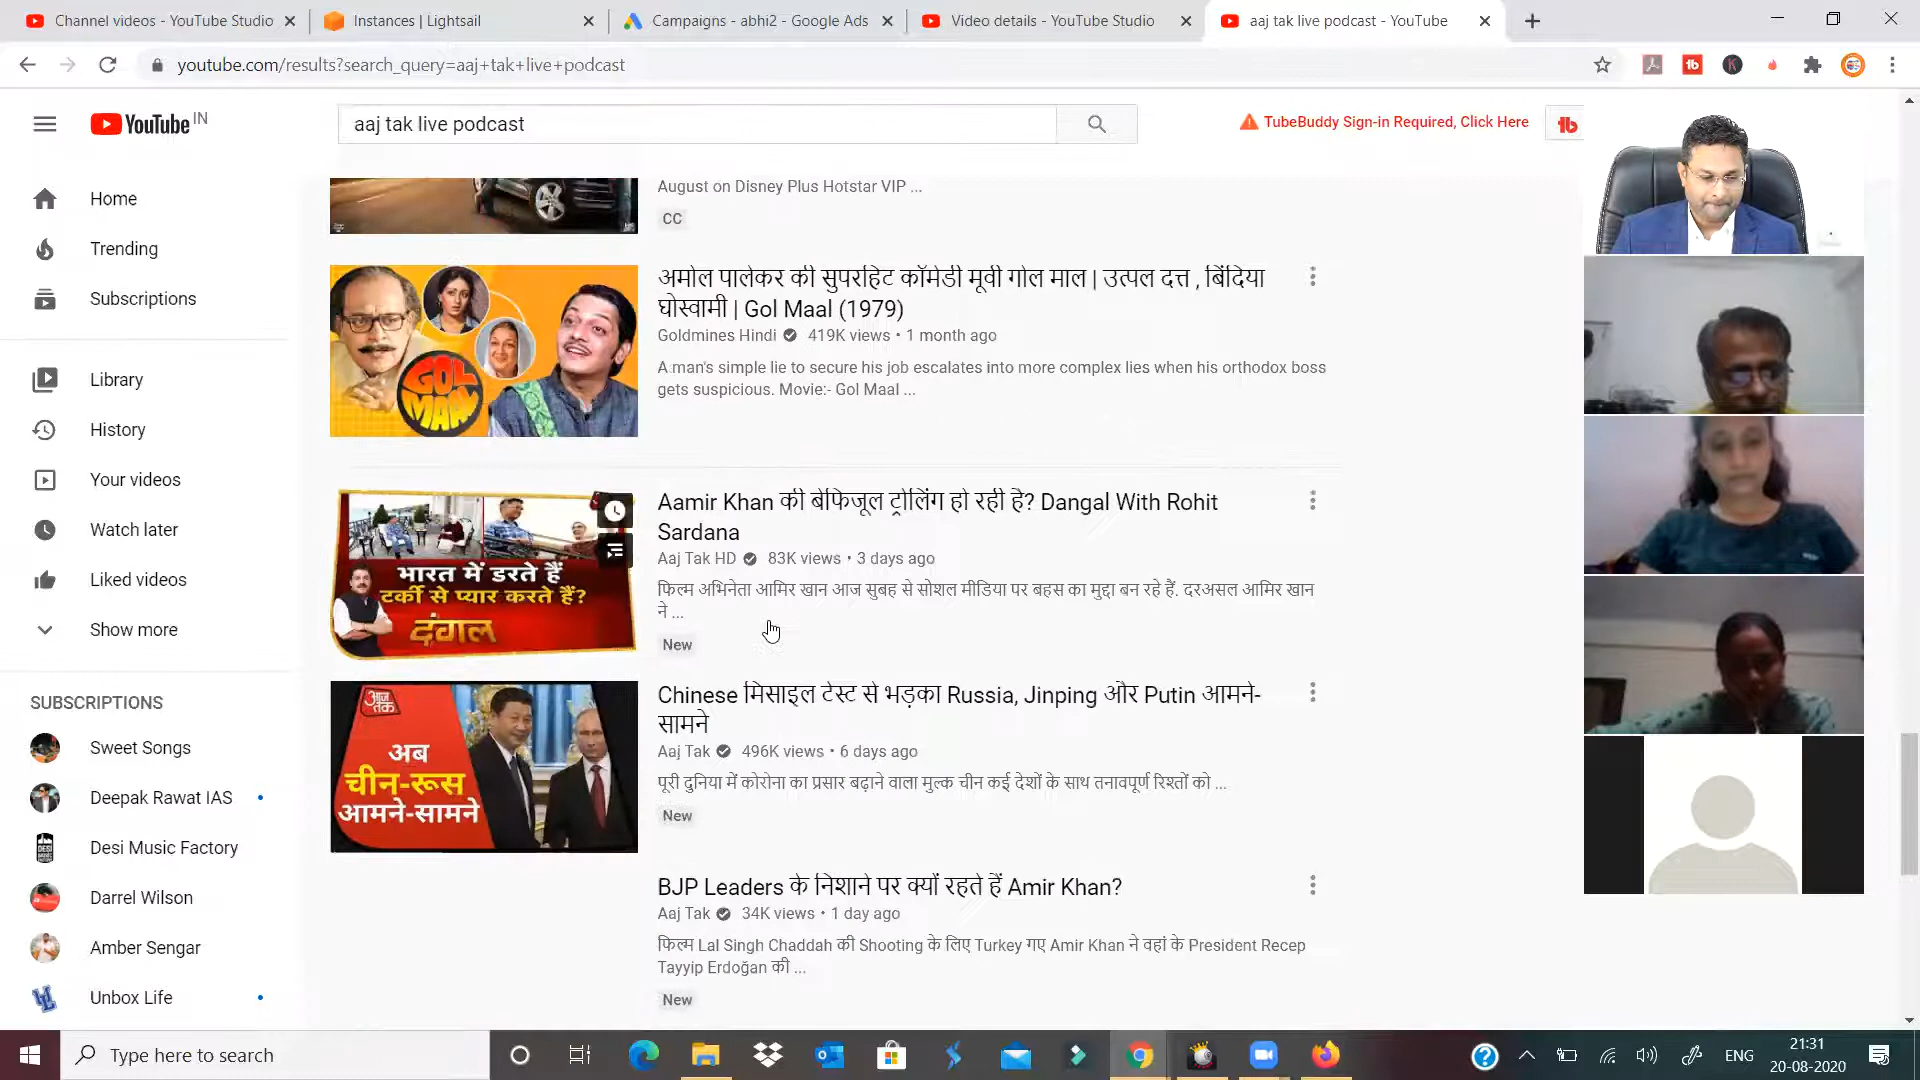 Channel videos - YouTube Studio
Instances | Lightsail
Campaigns - abhi2 - Google Ads
Video details - YouTube Studio
aaj tak live podcast - YouTube
youtube.com/results?search_query=aaj+tak+live+podcast
YouTube IN
aaj tak live podcast
TubeBuddy Sign-in Required, Click Here
Home
Trending
Subscriptions
Library
History
Your videos
Watch later
Liked videos
Show more
SUBSCRIPTIONS
Sweet Songs
Deepak Rawat IAS
Desi Music Factory
Darrel Wilson
Amber Sengar
Unbox Life
August on Disney Plus Hotstar VIP ...
CC
GOL
MAAL
अमोल पालेकर की सुपरहिट कॉमेडी मूवी गोल माल | उत्पल दत्त , बिंदिया
घोस्वामी | Gol Maal (1979)
Goldmines Hindi 419K views • 1 month ago
A man's simple lie to secure his job escalates into more complex lies when his orthodox boss
gets suspicious. Movie:- Gol Maal ...
भारत में डरते हैं
टर्की से प्यार करते हैं?
दंगल
Aamir Khan की बेफिजूल ट्रोलिंग हो रही है? Dangal With Rohit
Sardana
Aaj Tak HD 83K views • 3 days ago
फिल्म अभिनेता आमिर खान आज सुबह से सोशल मीडिया पर बहस का मुद्दा बन रहे हैं. दरअसल आमिर खान
ने ...
New
आज तक
अब
चीन-रूस
आमने-सामने
Chinese मिसाइल टेस्ट से भड़का Russia, Jinping और Putin आमने-
सामने
Aaj Tak 496K views • 6 days ago
पूरी दुनिया में कोरोना का प्रसार बढ़ाने वाला मुल्क चीन कई देशों के साथ तनावपूर्ण रिश्तों को ...
New
BJP Leaders के निशाने पर क्यों रहते हैं Amir Khan?
Aaj Tak 34K views • 1 day ago
फिल्म Lal Singh Chaddah की Shooting के लिए Turkey गए Amir Khan ने वहां के President Recep
Tayyip Erdoğan की ...
New
Type here to search
ENG
21:31
20-08-2020